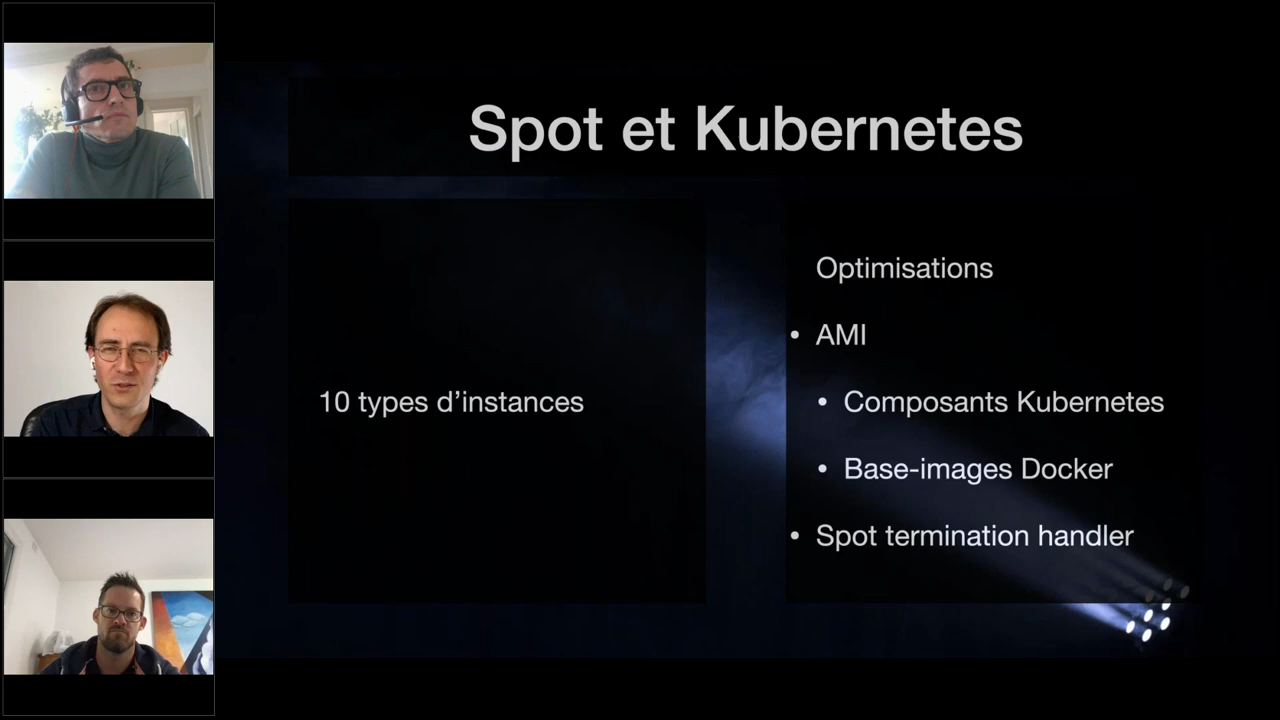 Spot et Kubernetes
10 types d’instances
Optimisations
• AMI
• Composants Kubernetes
• Base-images Docker
• Spot termination handler